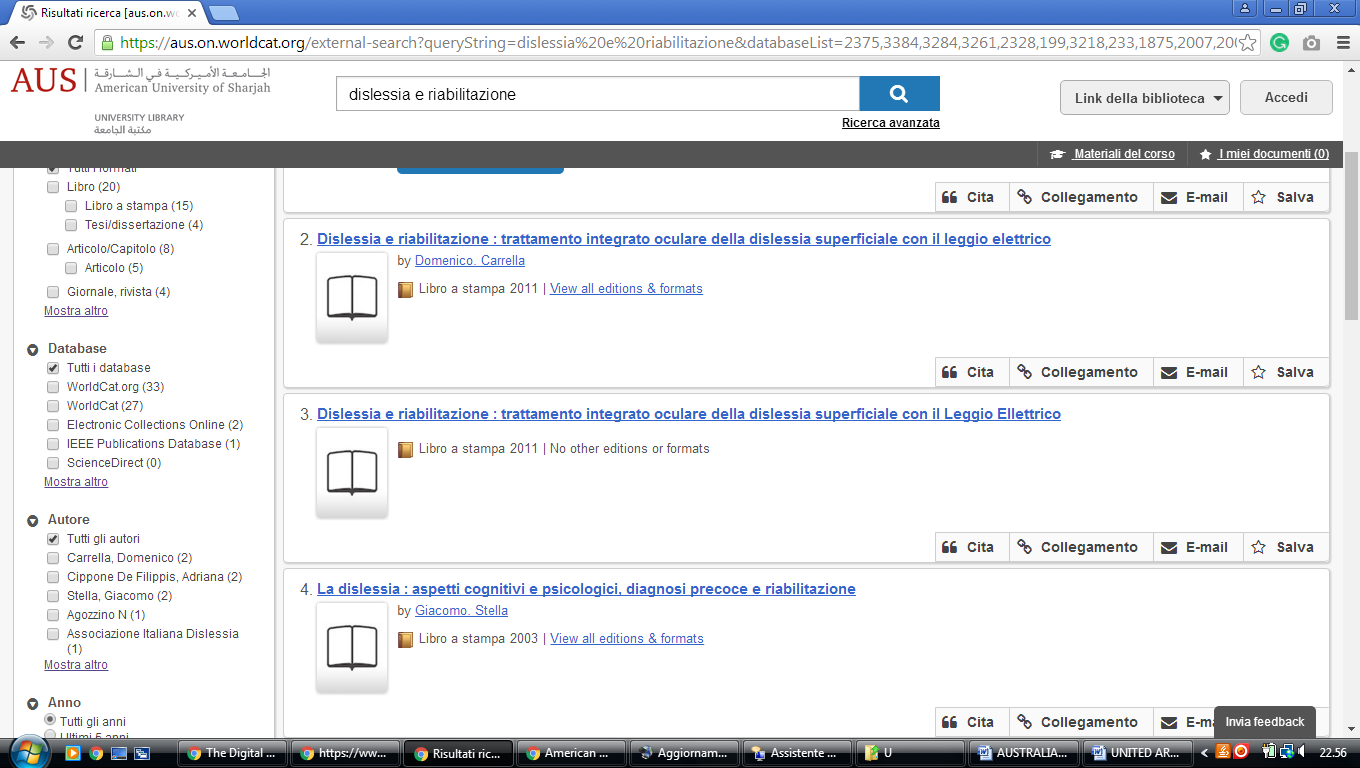 Risultati ricerca [aus.on.wo
https://aus.on.worldcat.org/external-search?queryString=dislessia%20e%20riabilitazione&databaseList=2375,3384,3284,3261,2328,199,3218,233,1875,2007,20
AUS
الجامعة الأميركية في الشارقة
American University of Sharjah
UNIVERSITY LIBRARY
مكتبة الجامعة
dislessia e riabilitazione
Ricerca avanzata
Link della biblioteca
Accedi
Materiali del corso
I miei documenti (0)
Tutti i formati
Libro (20)
Libro a stampa (15)
Tesi/dissertazione (4)
Articolo/Capitolo (8)
Articolo (5)
Giornale, rivista (4)
Mostra altro
Database
Tutti i database
WorldCat.org (33)
WorldCat (27)
Electronic Collections Online (2)
IEEE Publications Database (1)
ScienceDirect (0)
Mostra altro
Autore
Tutti gli autori
Carrella, Domenico (2)
Cippone De Filippis, Adriana (2)
Stella, Giacomo (2)
Agozzino N (1)
Associazione Italiana Dislessia
(1)
Mostra altro
Anno
Tutti gli anni
Ultimi 5 anni
Cita Collegamento E-mail Salva
2. Dislessia e riabilitazione : trattamento integrato oculare della dislessia superficiale con il leggio elettrico
by Domenico. Carrella
Libro a stampa 2011 | View all editions & formats
Cita Collegamento E-mail Salva
3. Dislessia e riabilitazione : trattamento integrato oculare della dislessia superficiale con il Leggio Ellettrico
Libro a stampa 2011 | No other editions or formats
Cita Collegamento E-mail Salva
4. La dislessia : aspetti cognitivi e psicologici, diagnosi precoce e riabilitazione
by Giacomo. Stella
Libro a stampa 2003 | View all editions & formats
Cita Collegamento E-ma
Invia feedback
The Digital ...
https://ww...
Risultati ric...
American ...
Aggiornam...
Assistente ...
U
AUSTRALIA...
UNITED AR...
22.56